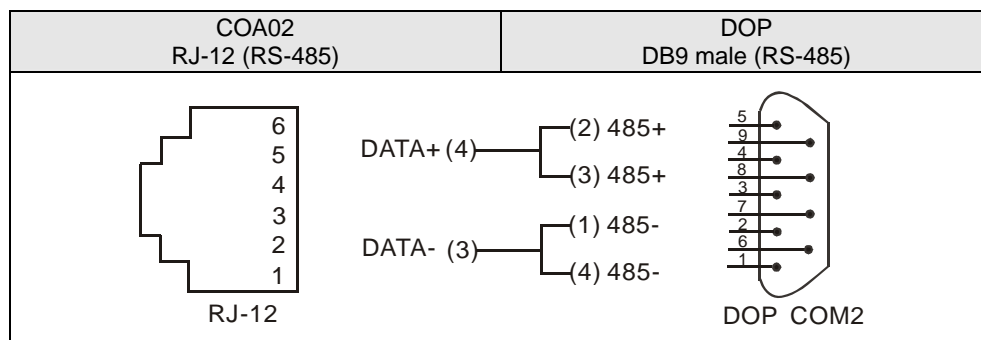 COA02
RJ-12 (RS-485)
DOP
DB9 male (RS-485)
6
5
4
3
2
1
RJ-12
DATA+ (4)
(2) 485+
(3) 485+
DATA- (3)
(1) 485-
(4) 485-
5
9
4
8
3
7
2
6
1
DOP COM2